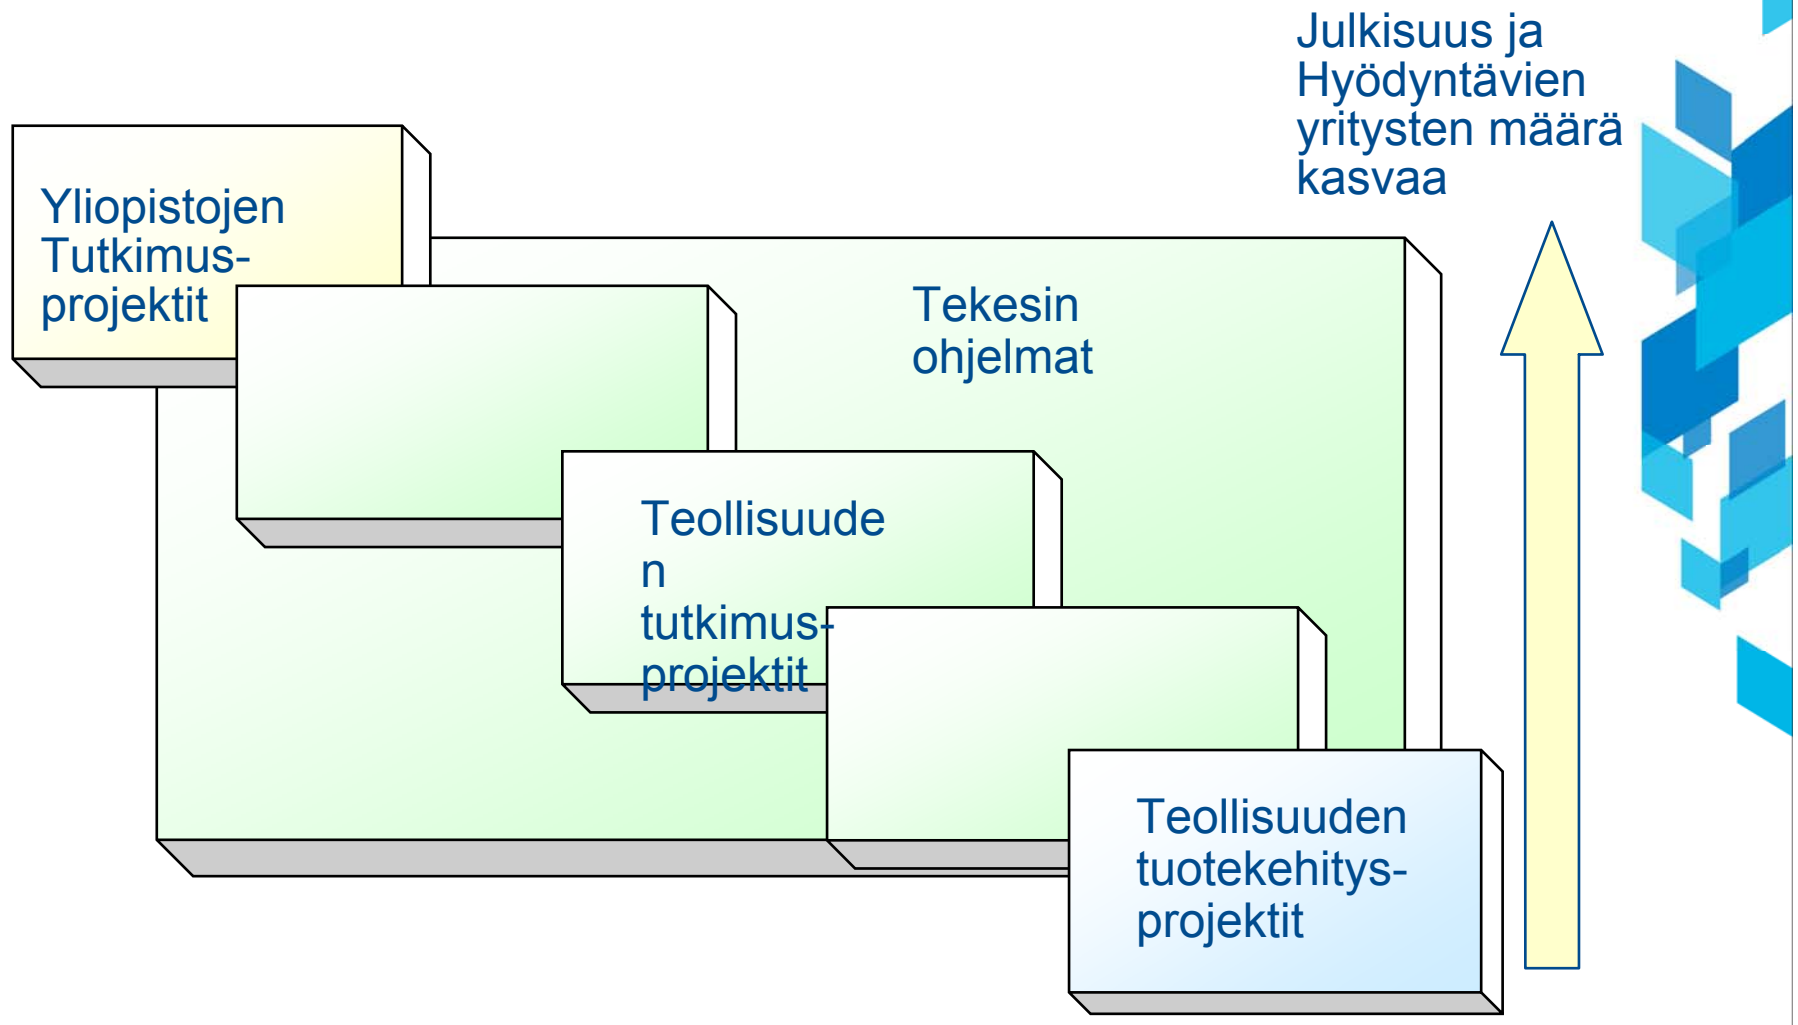 Julkisuus ja
Hyödyntävien
yritysten määrä
kasvaa
Yliopistojen
Tutkimus-
projektit
Tekesin
ohjelmat
Teollisuude
n
tutkimus-
projektit
Teollisuuden
tuotekehitys-
projektit